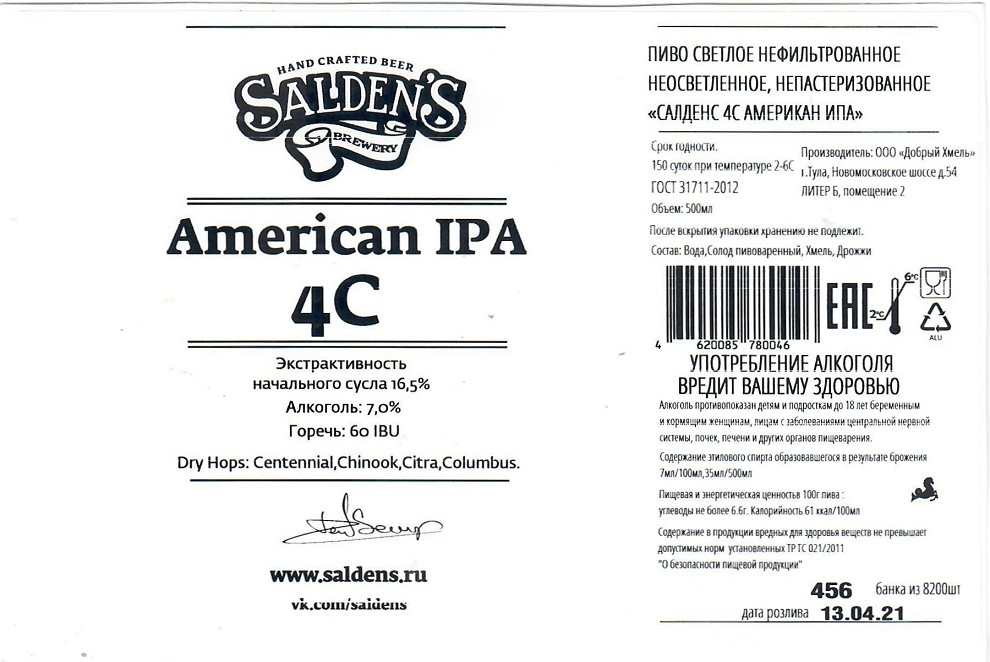 HAND CRAFTED BEER
SALDEN'S
BREWERY
American IPA
4C
Экстрактивность
начального сусла 16,5%
Алкоголь: 7,0%
Горечь: 60 IBU
Dry Hops: Centennial,Chinook,Citra,Columbus.
www.saldens.ru
vk.com/saldens
ПИВО СВЕТЛОЕ НЕФИЛЬТРОВАННОЕ
НЕОСВЕТЛЕННОЕ, НЕПАСТЕРИЗОВАННОЕ
«САЛДЕНС 4С АМЕРИКАН ИПА»
Срок годности.
150 суток при температуре 2-6С
ГОСТ 31711-2012
Объем: 500мл
Производитель: ООО «Добрый Хмель»
г.Тула, Новомосковское шоссе д.54
ЛИТЕР Б, помещение 2
После вскрытия упаковки хранению не подлежит.
Состав: Вода,Солод пивоваренный, Хмель, Дрожжи
4 620085 780046
EAC
6°C
2°C
ALU
УПОТРЕБЛЕНИЕ АЛКОГОЛЯ
ВРЕДИТ ВАШЕМУ ЗДОРОВЬЮ
Алкоголь противопоказан детям и подросткам до 18 лет беременным
и кормящим женщинам, лицам с заболеваниями центральной нервной
системы, почек, печени и других органов пищеварения.
Содержание этилового спирта образовавшегося в результате брожения
7мл/100мл,35мл/500мл
Пищевая и энергетическая ценностьв 100г пива :
углеводы не более 6.6г. Калорийность 61 ккал/100мл
Содержание в продукции вредных для здоровья веществ не превышает
допустимых норм установленных ТР ТС 021/2011
"О безопасности пищевой продукции"
456 банка из 8200шт
дата розлива 13.04.21